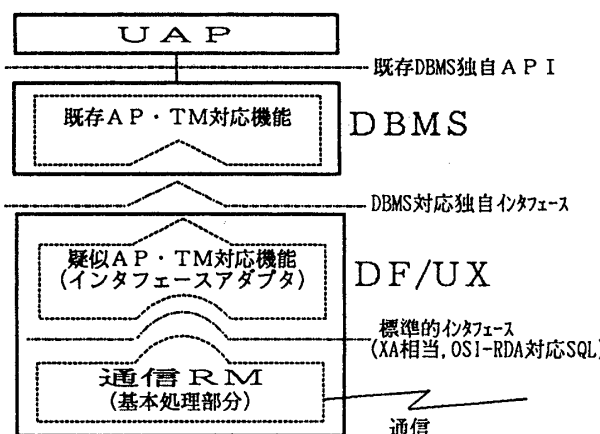 UAP
既存DBMS独自API
既存AP・TM対応機能
DBMS
DBMS対応独自インタフェース
疑似AP・TM対応機能
(インタフェースアダプタ)
DF/UX
標準的インタフェース
(XA相当,OSI-RDA対応SQL)
通信RM
(基本処理部分)
通信